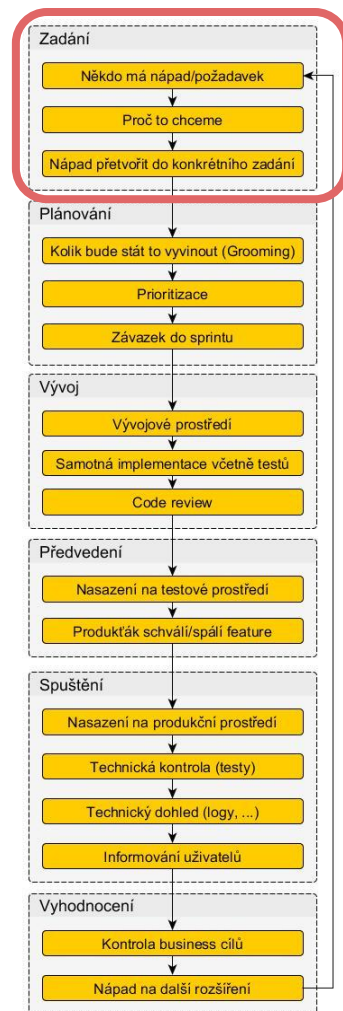 Zadání
Někdo má nápad/požadavek
Proč to chceme
Nápad přetvořit do konkrétního zadání
Plánování
Kolik bude stát to vyvinout (Grooming)
Prioritizace
Závazek do sprintu
Vývoj
Vývojové prostředí
Samotná implementace včetně testů
Code review
Předvedení
Nasazení na testové prostředí
Produkťák schválí/spálí feature
Spuštění
Nasazení na produkční prostředí
Technická kontrola (testy)
Technický dohled (logy, ...)
Informování uživatelů
Vyhodnocení
Kontrola business cílů
Nápad na další rozšíření